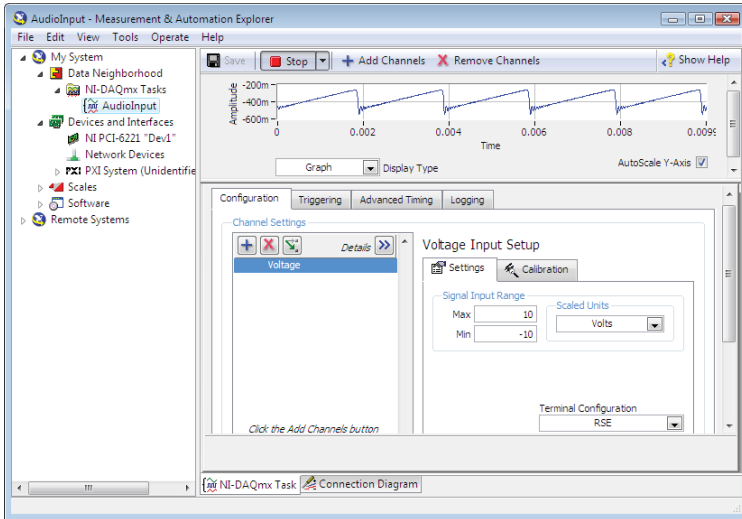 AudioInput - Measurement & Automation Explorer
File Edit View Tools Operate Help
My System
Data Neighborhood
NI-DAQmx Tasks
AudioInput
Devices and Interfaces
NI PCI-6221 "Dev1"
Network Devices
PXI PXI System (Unidentifie
Scales
Software
Remote Systems
Save Stop Add Channels Remove Channels Show Help
Amplitude
-200m
-400m
-600m
0 0.002 0.004 0.006 0.008 0.0099
Time
Graph Display Type AutoScale Y-Axis
Configuration Triggering Advanced Timing Logging
Channel Settings
Details
Voltage
Click the Add Channels button
Voltage Input Setup
Settings Calibration
Signal Input Range
Max 10
Min -10
Scaled Units
Volts
Terminal Configuration
RSE
NI-DAQmx Task Connection Diagram